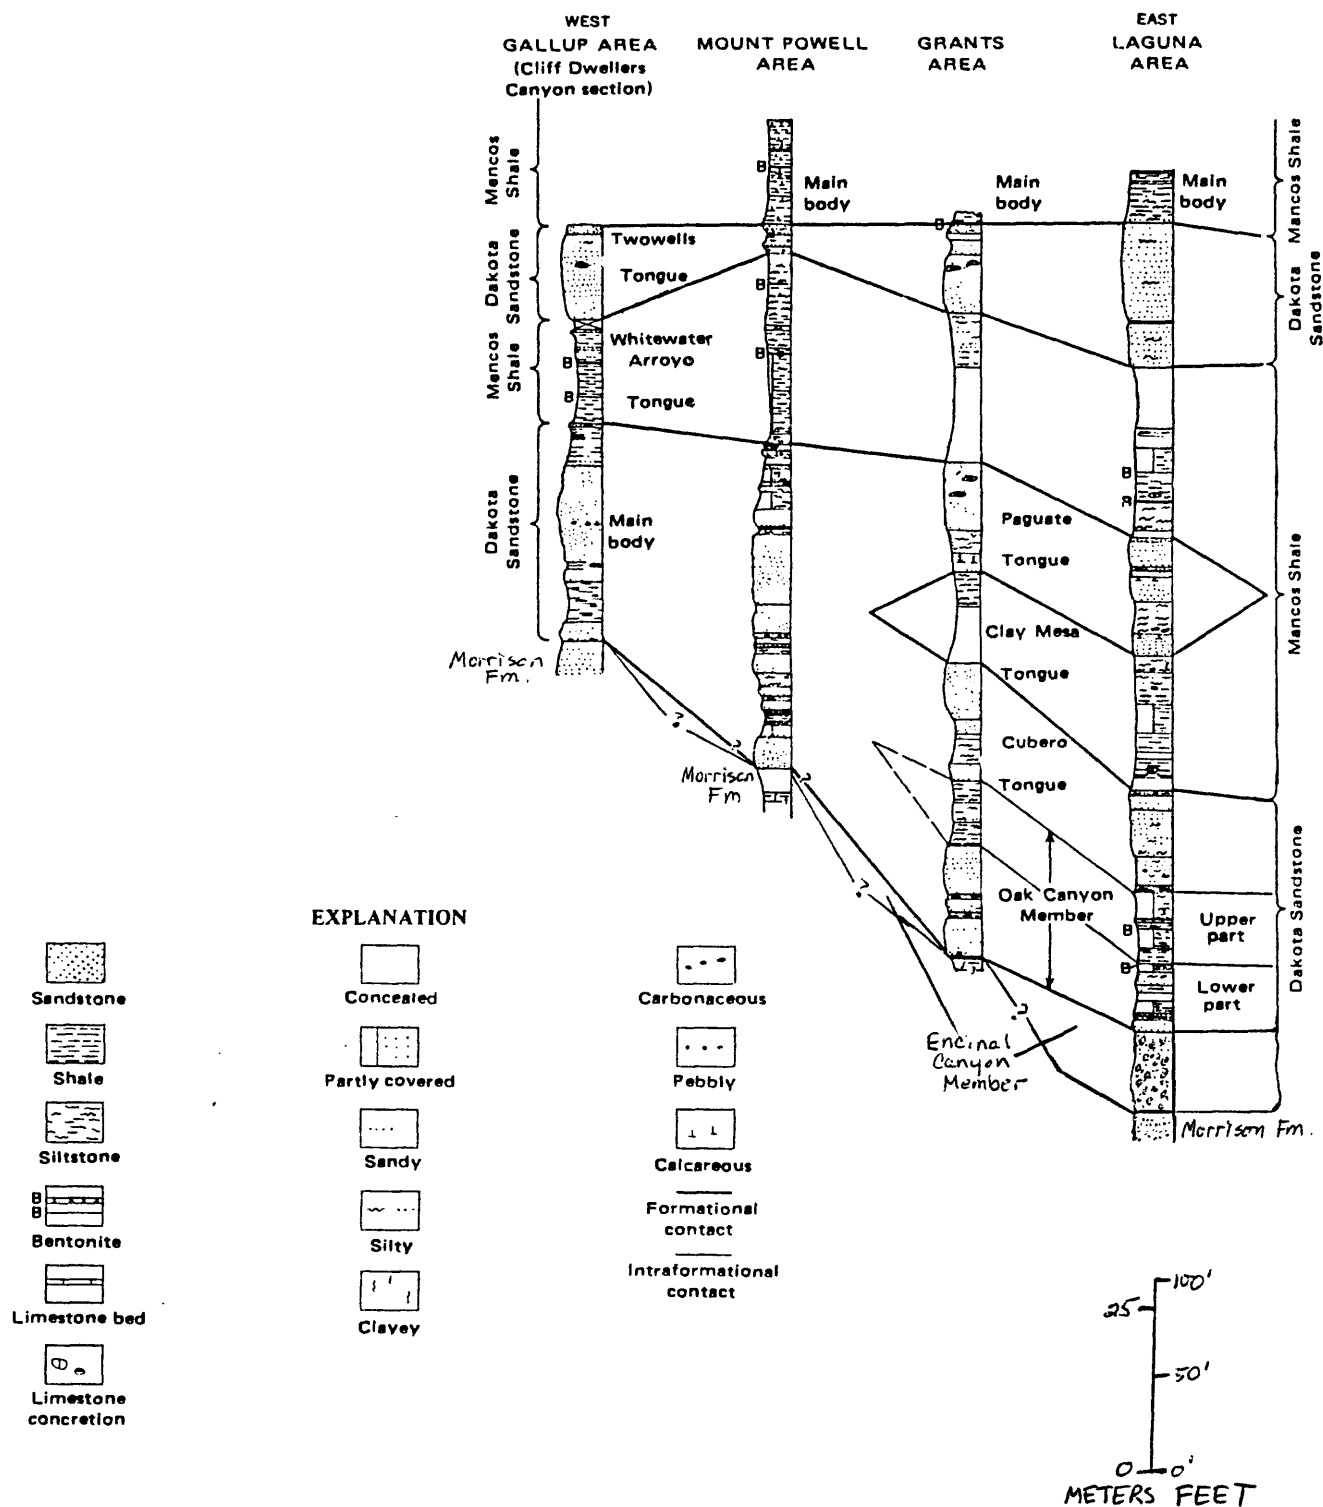 WEST
GALLUP AREA
(Cliff Dwellers
Canyon section)
MOUNT POWELL
AREA
GRANTS
AREA
EAST
LAGUNA
AREA
Mancos
Shale
Dakota
Sandstone
Mancos
Shale
Dakota
Sandstone
Twowells
Tongue
Whitewater
Arroyo
Tongue
Main
body
Morrison
Fm.
B
B
B
B
B
Main
body
?
?
Morrison
Fm
?
?
B
Main
body
Paguate
Tongue
Clay Mesa
Tongue
Cubero
Tongue
Oak Canyon
Member
Encinal
Canyon
Member
?
Main
body
B
B
B
B
Upper
part
Lower
part
Morrison Fm.
Mancos Shale
Dakota
Sandstone
Mancos Shale
Dakota Sandstone
EXPLANATION
Sandstone
Shale
Siltstone
B
B
Bentonite
Limestone bed
Limestone
concretion
Concealed
Partly covered
Sandy
Silty
Clayey
Carbonaceous
Pebbly
Calcareous
Formational
contact
Intraformational
contact
100'
25
50'
0 0'
METERS FEET